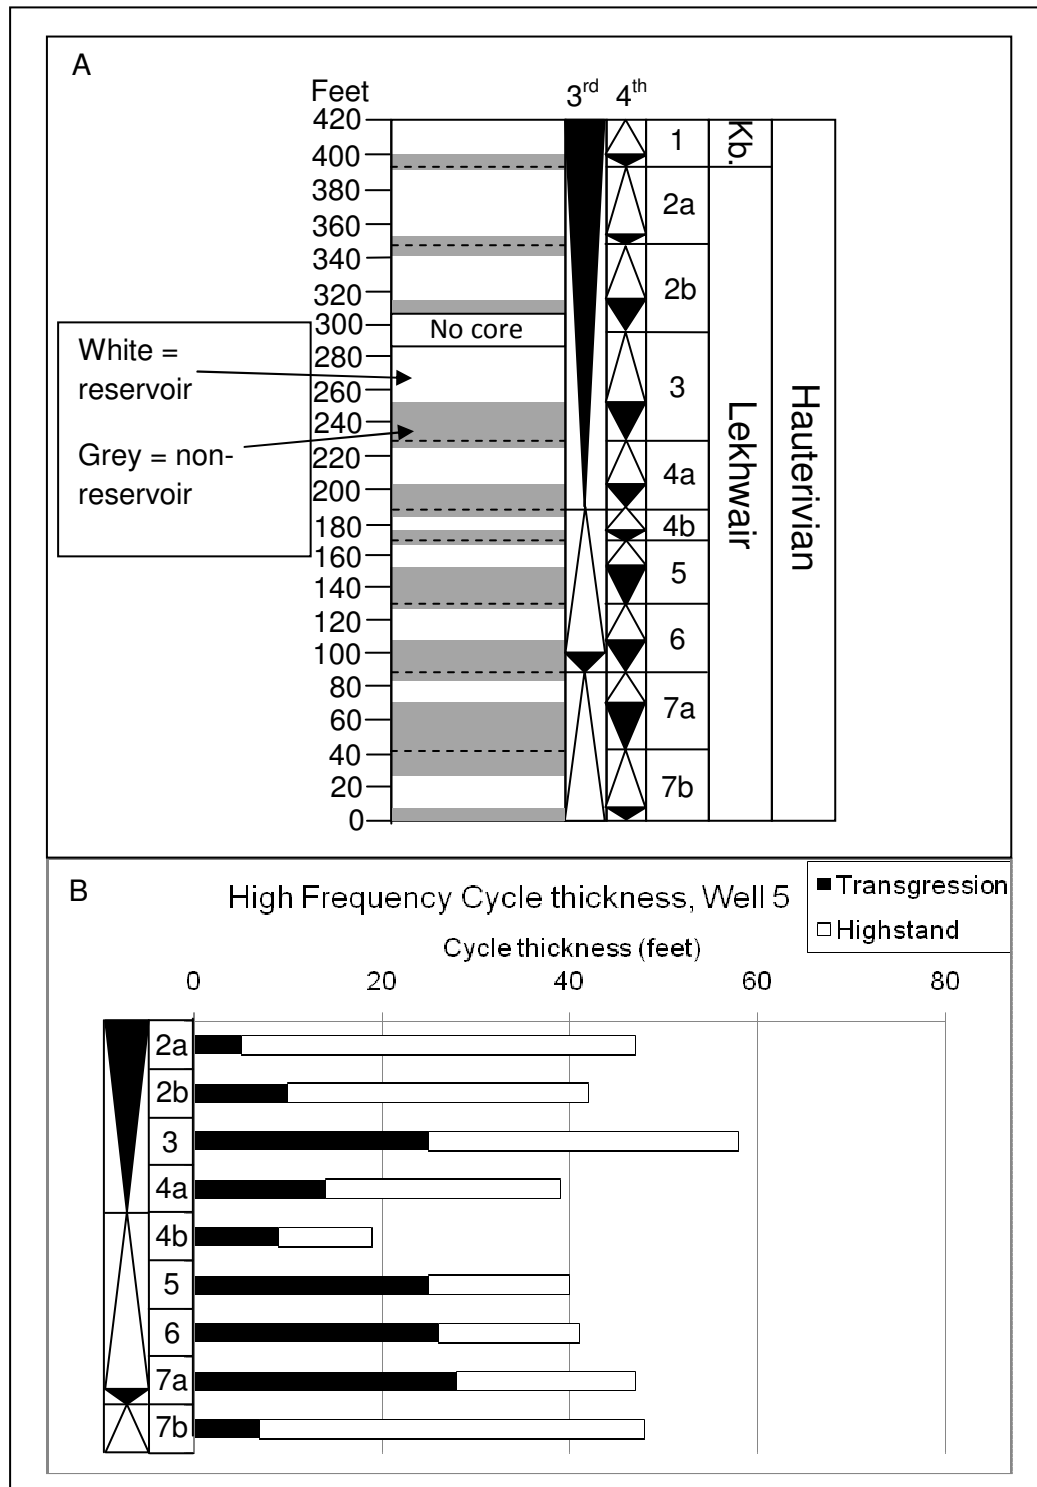 A
Feet
3rd 4th
420
400
380
360
340
320
300
280
260
240
220
200
180
160
140
120
100
80
60
40
20
0
No core
White =
reservoir
Grey = non-
reservoir
1
2a
2b
3
4a
4b
5
6
7a
7b
Kb.
Lekhwair
Hauterivian
B
High Frequency Cycle thickness, Well 5
Transgression
Highstand
Cycle thickness (feet)
0 20 40 60 80
2a
2b
3
4a
4b
5
6
7a
7b